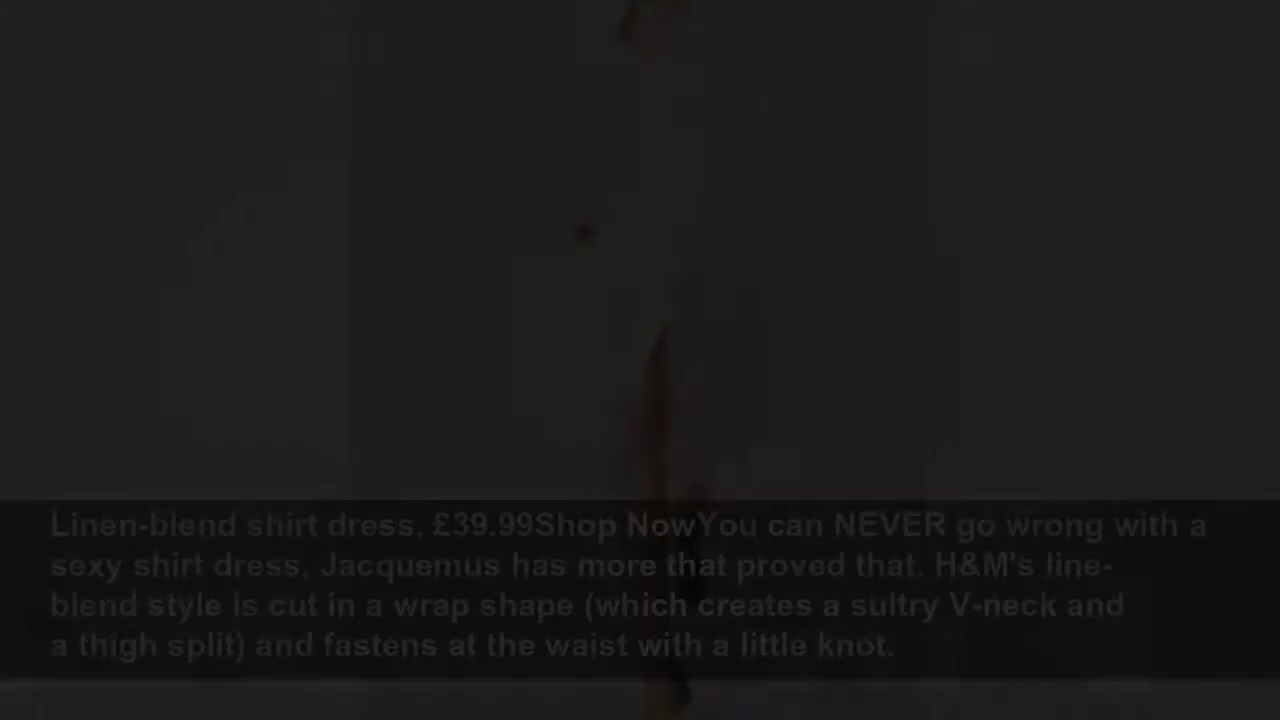 Linen-blend shirt dress, £39.99Shop NowYou can NEVER go wrong with a
sexy shirt dress. Jacquemus has more that proved that. H&M's line-
blend style is cut in a wrap shape (which creates a sultry V-neck and
a thigh split) and fastens at the waist with a little knot.